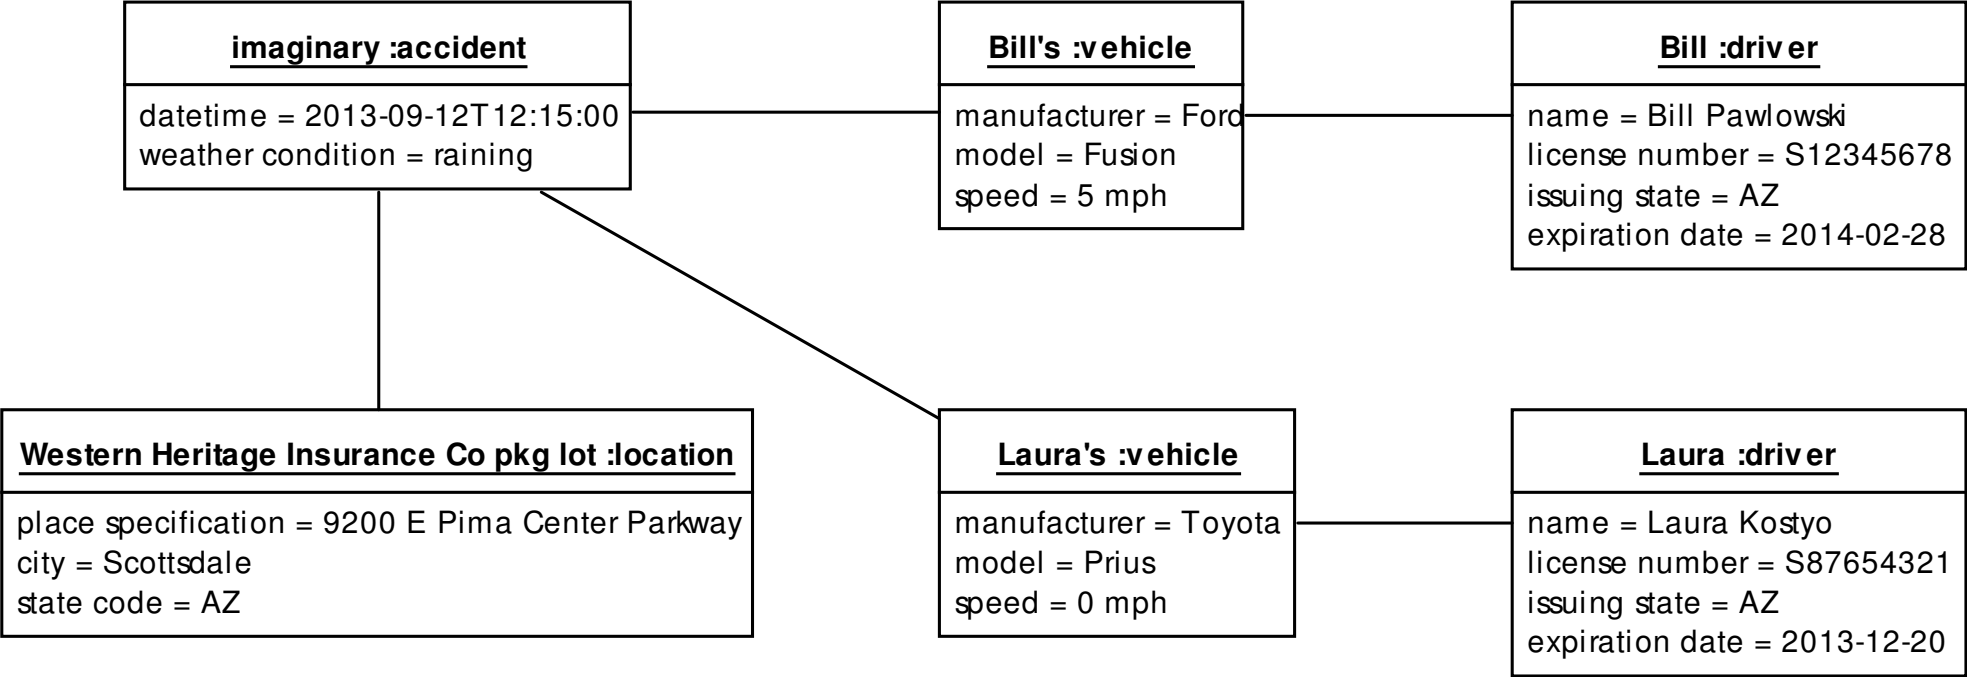 imaginary :accident
datetime = 2013-09-12T12:15:00
weather condition = raining
Bill's :vehicle
manufacturer = Ford
model = Fusion
speed = 5 mph
Bill :driver
name = Bill Pawlowski
license number = S12345678
issuing state = AZ
expiration date = 2014-02-28
Western Heritage Insurance Co pkg lot :location
place specification = 9200 E Pima Center Parkway
city = Scottsdale
state code = AZ
Laura's :vehicle
manufacturer = Toyota
model = Prius
speed = 0 mph
Laura :driver
name = Laura Kostyo
license number = S87654321
issuing state = AZ
expiration date = 2013-12-20